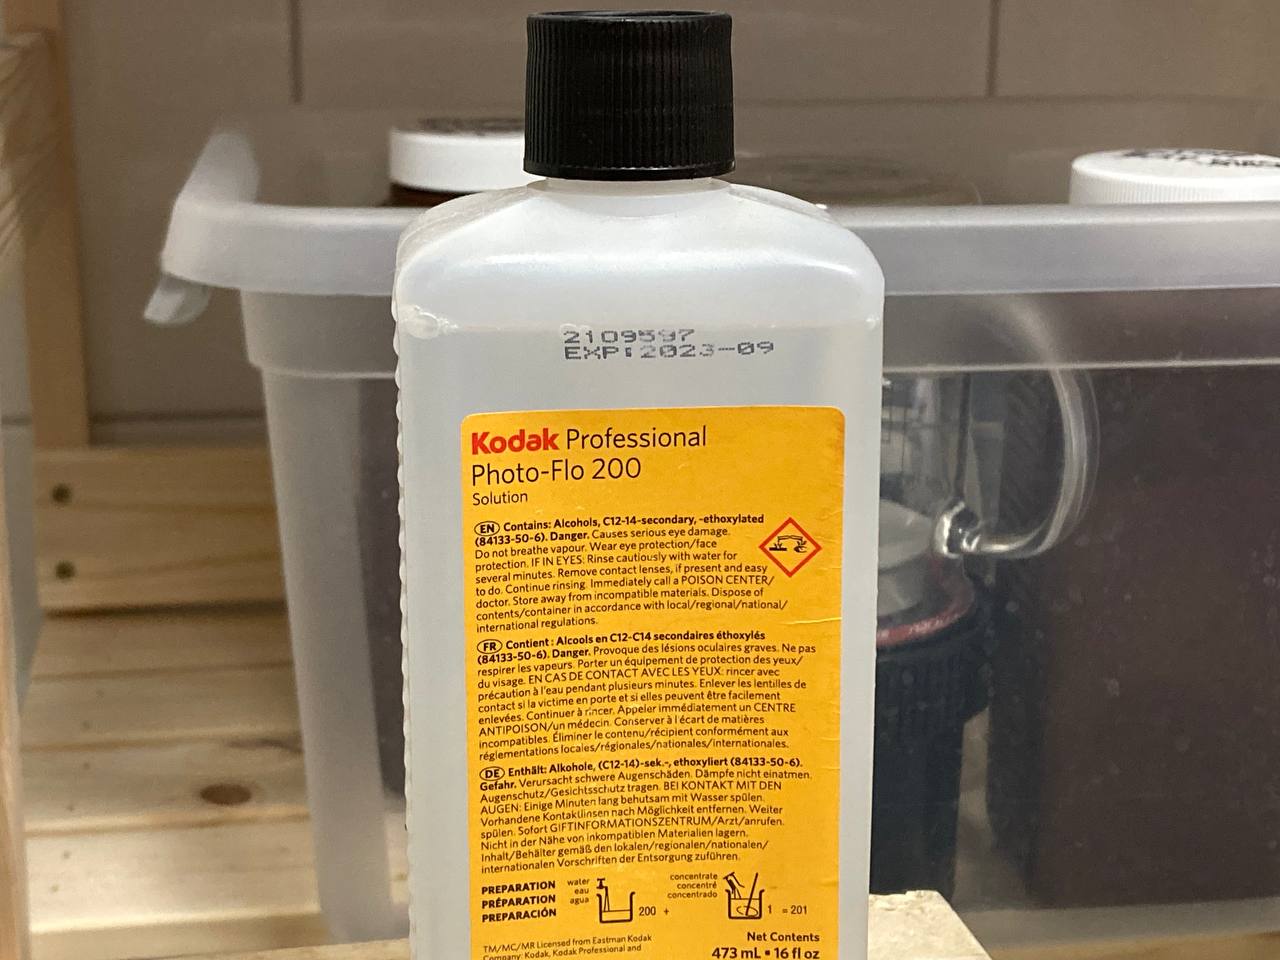 2109597
EXP:2023-09
Kodak Professional
Photo-Flo 200
Solution
EN Contains: Alcohols, C12-14-secondary, -ethoxylated
(84133-50-6). Danger. Causes serious eye damage.
Do not breathe vapour. Wear eye protection/face
protection. IF IN EYES: Rinse cautiously with water for
several minutes. Remove contact lenses, if present and easy
to do. Continue rinsing. Immediately call a POISON CENTER/
doctor. Store away from incompatible materials. Dispose of
contents/container in accordance with local/regional/national/
international regulations.
FR Contient : Alcools en C12-C14 secondaires éthoxylés
(84133-50-6). Danger. Provoque des lésions oculaires graves. Ne pas
respirer les vapeurs. Porter un équipement de protection des yeux/
du visage. EN CAS DE CONTACT AVEC LES YEUX: rincer avec
précaution à l'eau pendant plusieurs minutes. Enlever les lentilles de
contact si la victime en porte et si elles peuvent être facilement
enlevées. Continuer à rincer. Appeler immédiatement un CENTRE
ANTIPOISON/un médecin. Conserver à l'écart de matières
incompatibles. Éliminer le contenu/récipient conformément aux
réglementations locales/régionales/nationales/internationales.
DE Enthält: Alkohole, (C12-14)-sek.-, ethoxyliert (84133-50-6).
Gefahr. Verursacht schwere Augenschäden. Dämpfe nicht einatmen.
Augenschutz/Gesichtsschutz tragen. BEI KONTAKT MIT DEN
AUGEN: Einige Minuten lang behutsam mit Wasser spülen.
Vorhandene Kontaktlinsen nach Möglichkeit entfernen. Weiter
spülen. Sofort GIFTINFORMATIONSZENTRUM/Arzt/anrufen.
Nicht in der Nähe von inkompatiblen Materialien lagern.
Inhalt/Behälter gemäß den lokalen/regionalen/nationalen/
internationalen Vorschriften der Entsorgung zuführen.
PREPARATION
PRÉPARATION
PREPARACIÓN
water
eau
agua
200 +
concentrate
concentré
concentrado
1 = 201
TM/MC/MR Licensed from Eastman Kodak
Company: Kodak, Kodak Professional and
Net Contents
473 mL • 16 fl oz